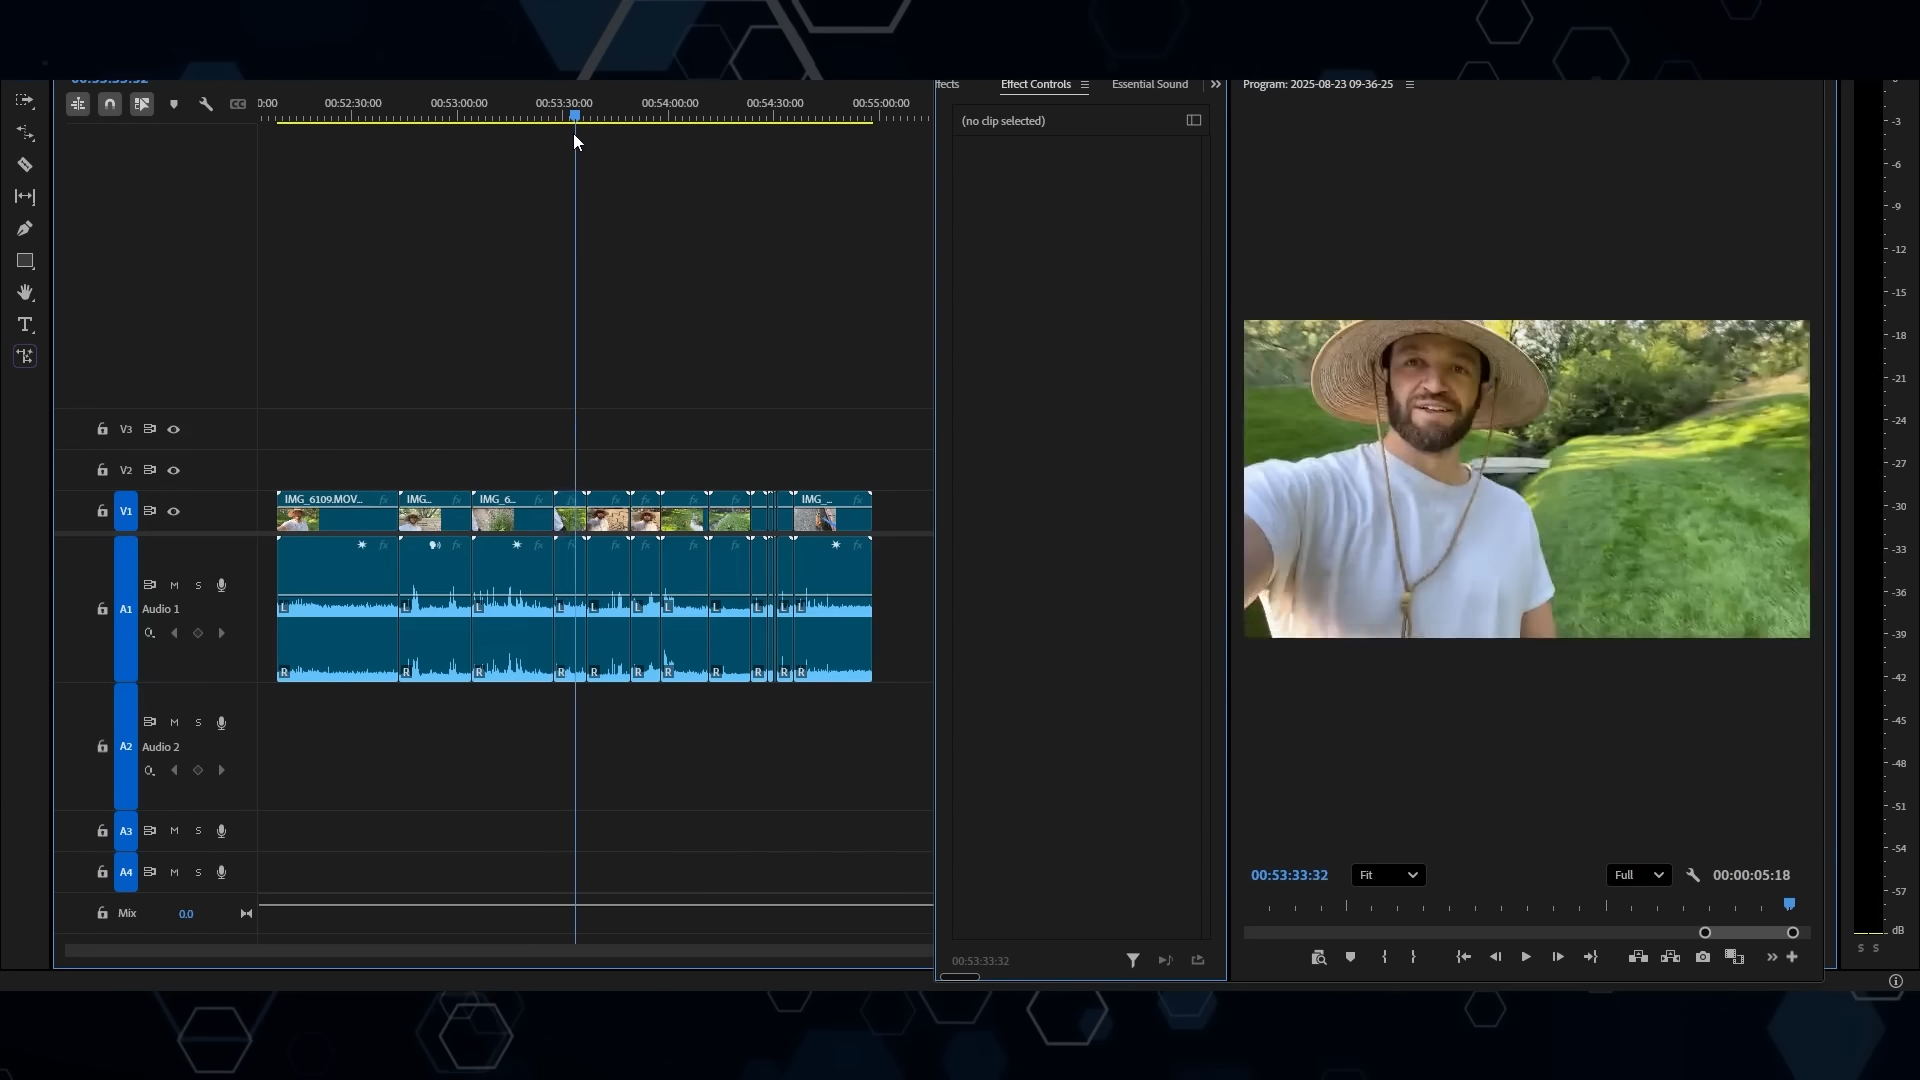 fects
Effect Controls
Essential Sound
Program: 2025-08-23 09-36-25
0:00
00:52:30:00
00:53:00:00
00:53:30:00
00:54:00:00
00:54:30:00
00:55:00:00
(no clip selected)
V3
V2
V1
IMG_6109.MOV...
fx
IMG...
IMG_6...
IMG_...
fx
A1
M
S
Audio 1
L
R
A2
M
S
Audio 2
A3
M
S
A4
M
S
Mix
0.0
00:53:33:32
00:53:33:32
Fit
Full
00:00:05:18
-3
-6
-9
-12
-15
-18
-21
-24
-27
-30
-33
-36
-39
-42
-45
-48
-51
-54
-57
dB
S S